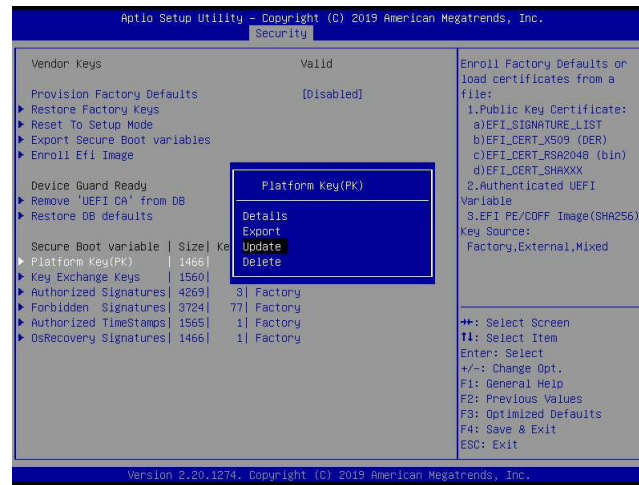 Aptio Setup Utility – Copyright (C) 2019 American Megatrends, Inc.
Security
Vendor Keys Valid
Provision Factory Defaults [Disabled]
Restore Factory Keys
Reset To Setup Mode
Export Secure Boot variables
Enroll Efi Image
Device Guard Ready
Remove 'UEFI CA' from DB
Restore DB defaults
Secure Boot variable | Size| Ke
Platform Key(PK) | 1466|
Key Exchange Keys | 1560|
Authorized Signatures| 4269| 3| Factory
Forbidden Signatures| 3724| 77| Factory
Authorized TimeStamps| 1565| 1| Factory
OsRecovery Signatures| 1466| 1| Factory
Platform Key(PK)
Details
Export
Update
Delete
Enroll Factory Defaults or
load certificates from a
file:
1.Public Key Certificate:
a)EFI_SIGNATURE_LIST
b)EFI_CERT_X509 (DER)
c)EFI_CERT_RSA2048 (bin)
d)EFI_CERT_SHAXXX
2.Authenticated UEFI
Variable
3.EFI PE/COFF Image(SHA256)
Key Source:
Factory,External,Mixed
→←: Select Screen
↑↓: Select Item
Enter: Select
+/-: Change Opt.
F1: General Help
F2: Previous Values
F3: Optimized Defaults
F4: Save & Exit
ESC: Exit
Version 2.20.1274. Copyright (C) 2019 American Megatrends, Inc.